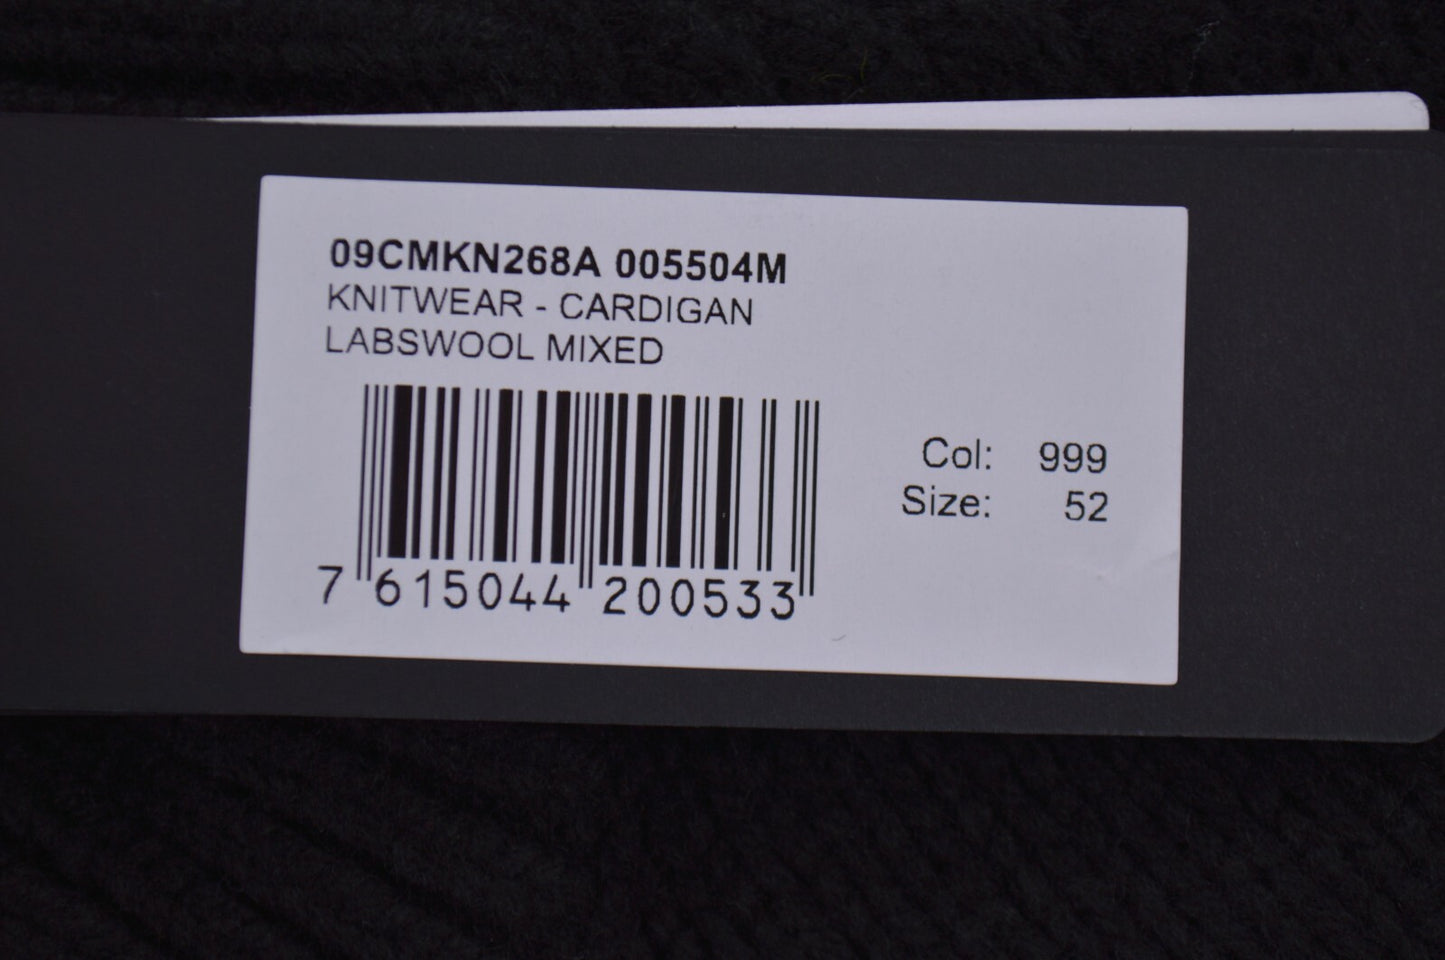 09CMKN268A 005504M
KNITWEAR - CARDIGAN
LABSWOOL MIXED
Col: 999
Size: 52
7 615044 200533